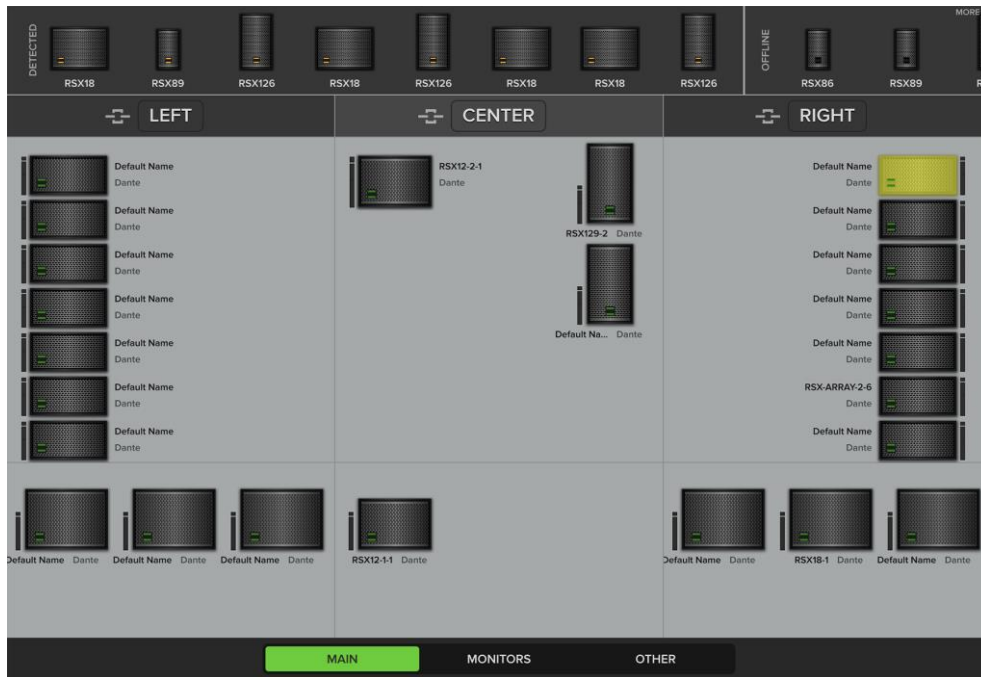 MORE
DETECTED
RSX18
RSX89
RSX126
RSX18
RSX126
RSX18
RSX18
RSX126
OFFLINE
RSX86
RSX89
LEFT
CENTER
RIGHT
Default Name
Dante
Default Name
Dante
Default Name
Dante
Default Name
Dante
Default Name
Dante
Default Name
Dante
Default Name
Dante
RSX12-2-1
Dante
RSX129-2 Dante
Default Na... Dante
Default Name
Dante
Default Name
Dante
Default Name
Dante
Default Name
Dante
Default Name
Dante
RSX-ARRAY-2-6
Dante
Default Name
Dante
Default Name Dante
Default Name Dante
Default Name Dante
RSX12-1-1 Dante
Default Name Dante
RSX18-1 Dante
Default Name Dante
MAIN
MONITORS
OTHER